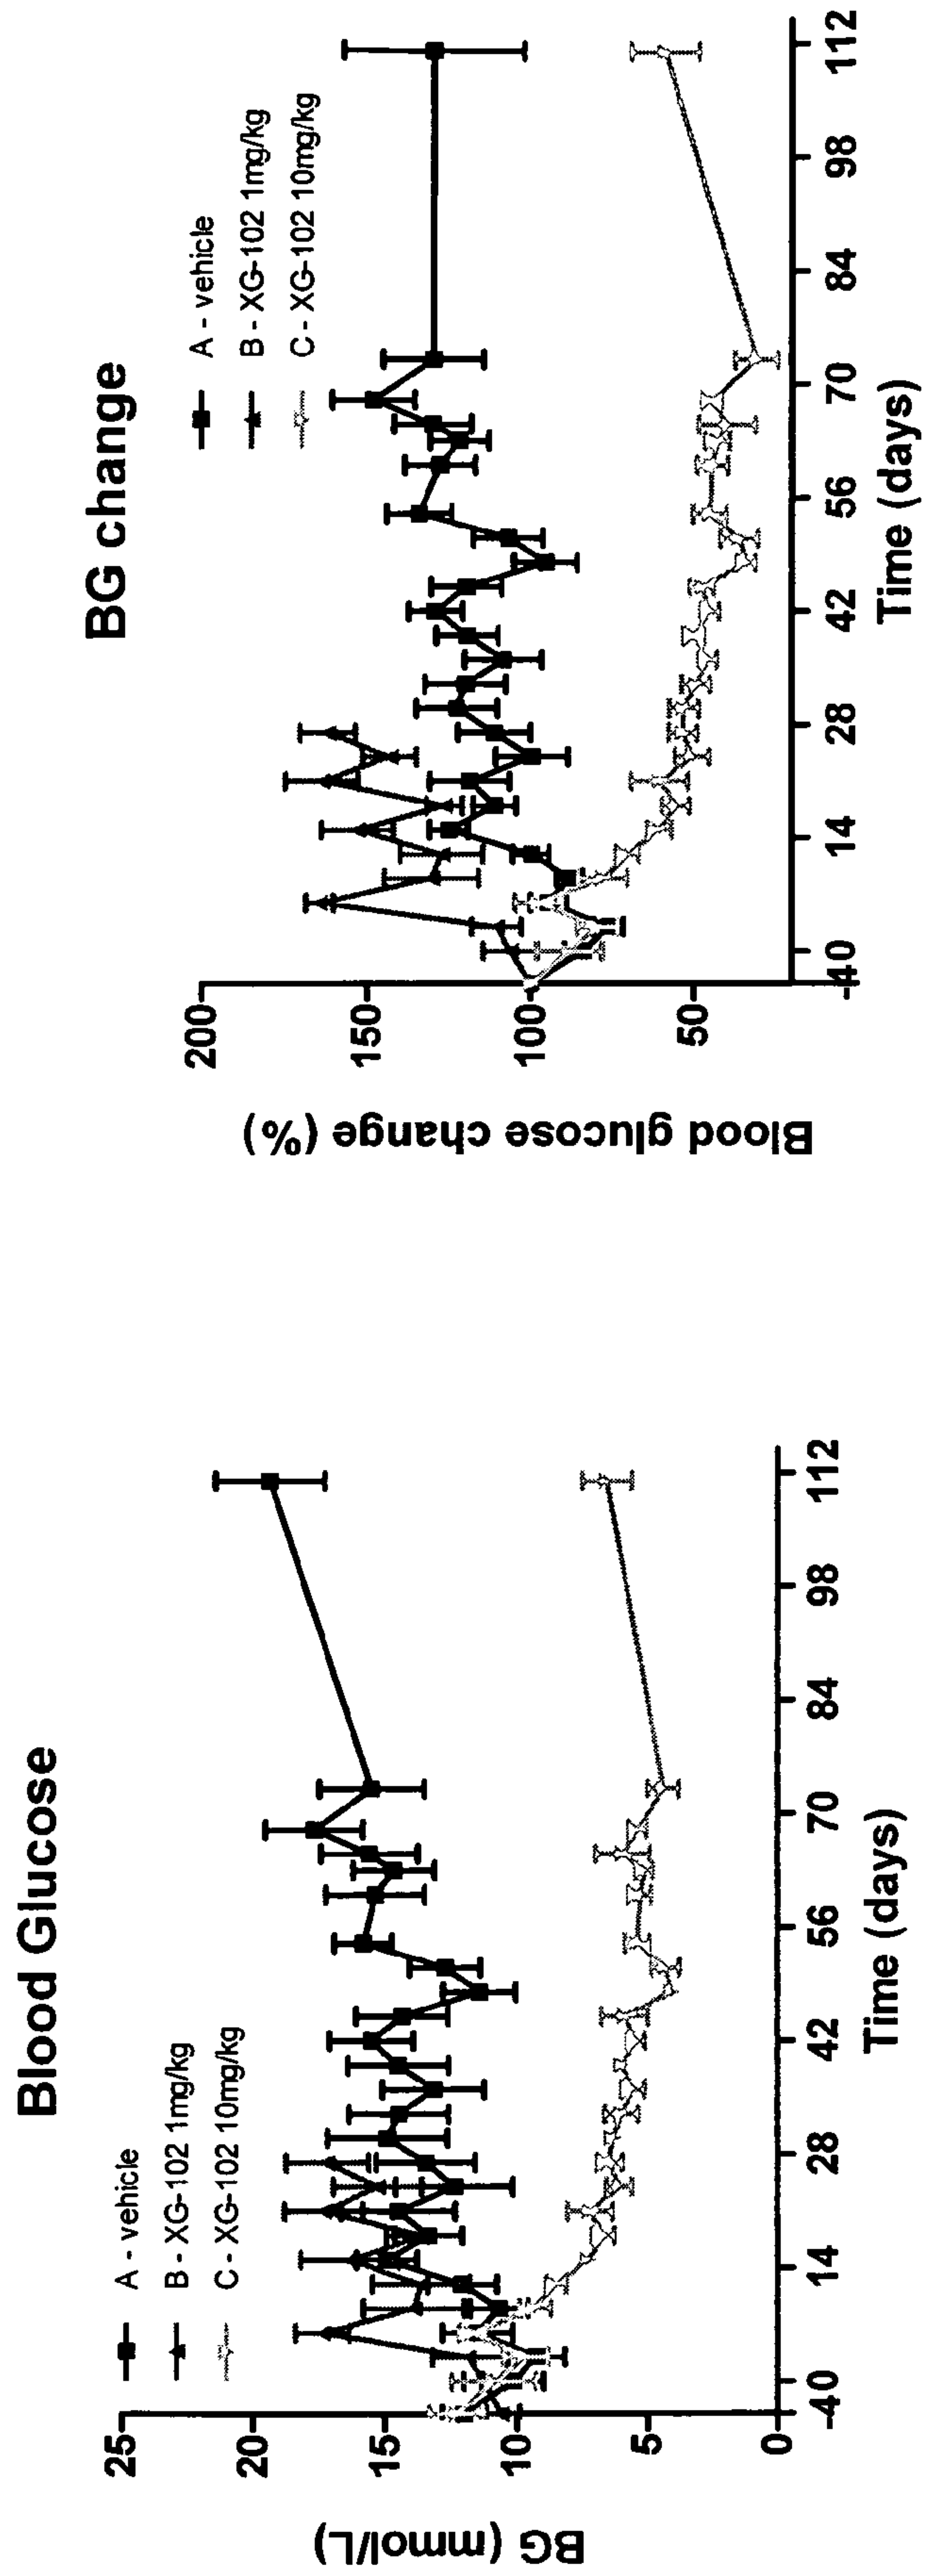 Blood Glucose
A - vehicle
B - XG-102 1mg/kg
C - XG-102 10mg/kg
25
20
15
10
5
0
BG (mmol/L)
-40 14 28 42 56 70 84 98 112
Time (days)
BG change
A - vehicle
B - XG-102 1mg/kg
C - XG-102 10mg/kg
200
150
100
50
Blood glucose change (%)
-40 14 28 42 56 70 84 98 112
Time (days)